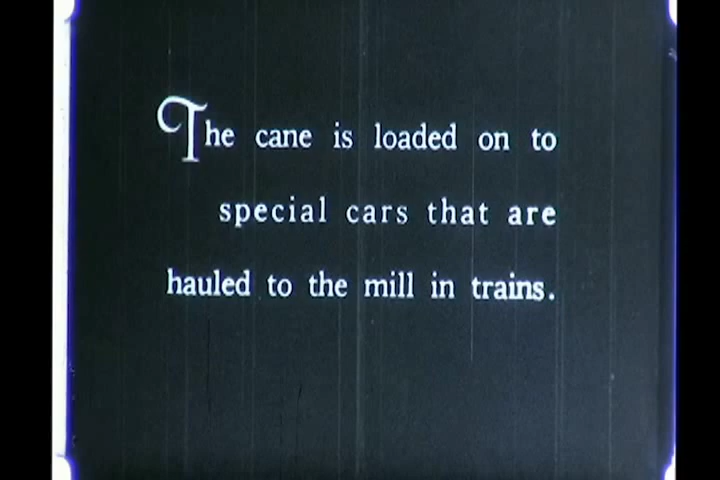 The cane is loaded on to
special cars that are
hauled to the mill in trains.